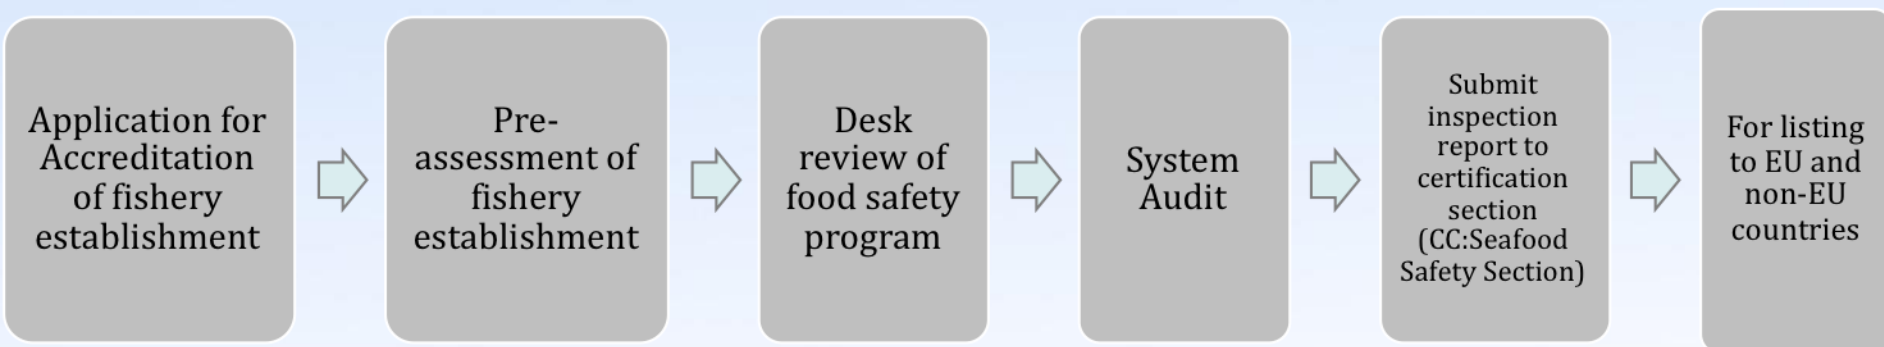 Application for
Accreditation
of fishery
establishment
Pre-
assessment of
fishery
establishment
Desk
review of
food safety
program
System
Audit
Submit
inspection
report to
certification
section
(CC:Seafood
Safety Section)
For listing
to EU and
non-EU
countries